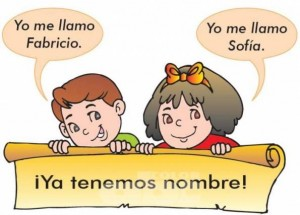 Yo me llamo
Fabricio.
Yo me llamo
Sofía.
¡Ya tenemos nombre!